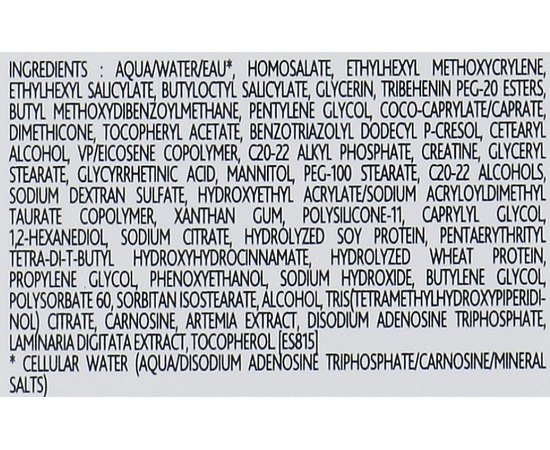 INGREDIENTS : AQUA/WATER/EAU*, HOMOSALATE, ETHYLHEXYL METHOXYCRYLENE,
ETHYLHEXYL SALICYLATE, BUTYLOCTYL SALICYLATE, GLYCERIN, TRIBEHENIN PEG-20 ESTERS,
BUTYL METHOXYDIBENZOYLMETHANE, PENTYLENE GLYCOL, COCO-CAPRYLATE/CAPRATE,
DIMETHICONE, TOCOPHERYL ACETATE, BENZOTRIAZOLYL DODECYL P-CRESOL, CETEARYL
ALCOHOL, VP/EICOSENE COPOLYMER, C20-22 ALKYL PHOSPHATE, CREATINE, GLYCERYL
STEARATE, GLYCYRRHETINIC ACID, MANNITOL, PEG-100 STEARATE, C20-22 ALCOHOLS,
SODIUM DEXTRAN SULFATE, HYDROXYETHYL ACRYLATE/SODIUM ACRYLOYLDIMETHYL
TAURATE COPOLYMER, XANTHAN GUM, POLYSILICONE-11, CAPRYLYL GLYCOL,
1,2-HEXANEDIOL, SODIUM CITRATE, HYDROLYZED SOY PROTEIN, PENTAERYTHRITYL
TETRA-DI-T-BUTYL HYDROXYHYDROCINNAMATE, HYDROLYZED WHEAT PROTEIN,
PROPYLENE GLYCOL, PHENOXYETHANOL, SODIUM HYDROXIDE, BUTYLENE GLYCOL,
POLYSORBATE 60, SORBITAN ISOSTEARATE, ALCOHOL, TRIS(TETRAMETHYLHYDROXYPIPERIDI-
NOL) CITRATE, CARNOSINE, ARTEMIA EXTRACT, DISODIUM ADENOSINE TRIPHOSPHATE,
LAMINARIA DIGITATA EXTRACT, TOCOPHEROL [ES815]
* CELLULAR WATER (AQUA/DISODIUM ADENOSINE TRIPHOSPHATE/CARNOSINE/MINERAL
SALTS)